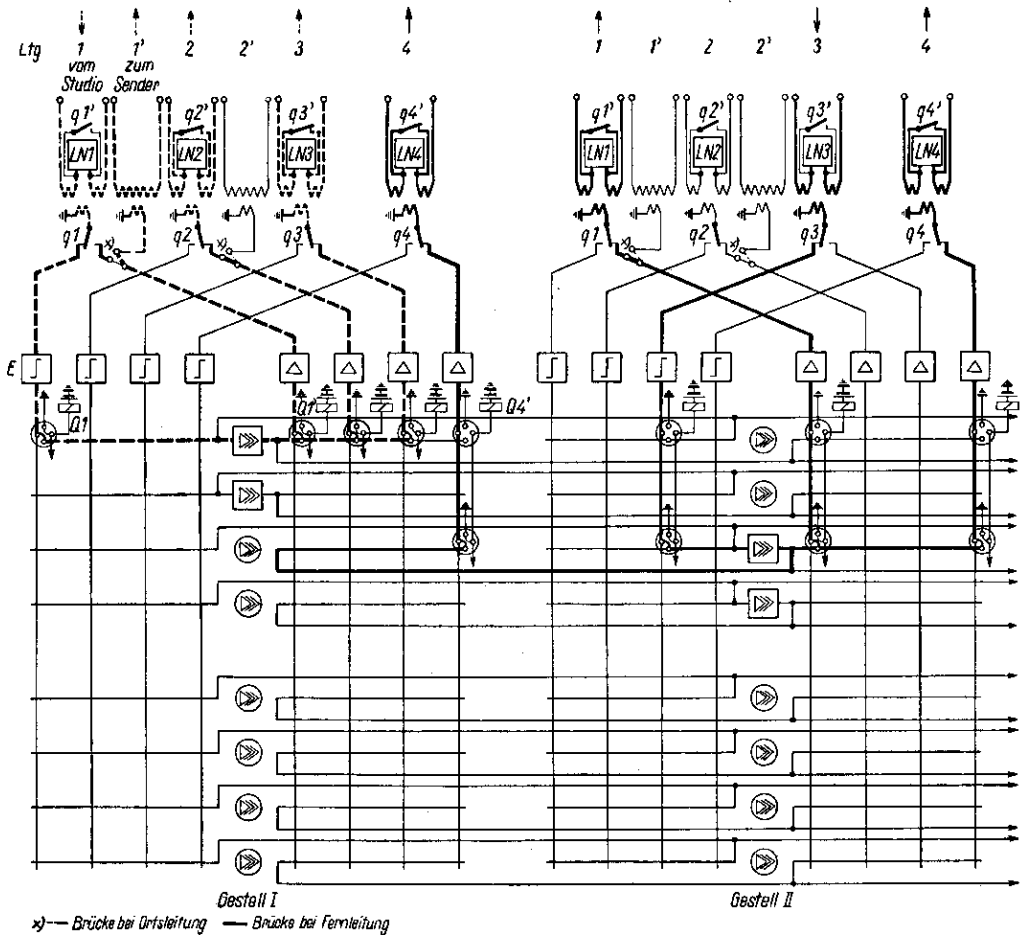 Ltg 1 1' 2 2' 3 4 1 1' 2 2' 3 4
vom zum
Studio Sender
q1' q2' q3' q4' q1' q2' q3' q4'
LN1 LN2 LN3 LN4 LN1 LN2 LN3 LN4
q1 x) q2 x) q3 q4 q1 x) q2 x) q3 q4
E
Q1 Q1' Q4'
Gestell I Gestell II
x) --- Brücke bei Ortsleitung — Brücke bei Fernleitung